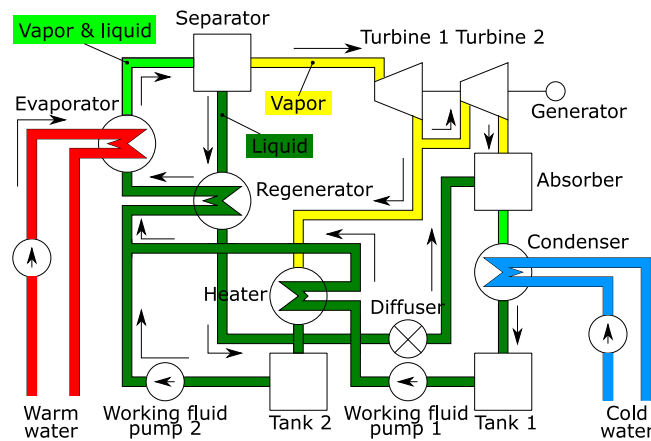 Separator
Vapor & liquid
Turbine 1 Turbine 2
Evaporator
Vapor
Generator
Liquid
Regenerator
Absorber
Condenser
Heater
Diffuser
Warm
water
Working fluid
pump 2
Tank 2
Working fluid
pump 1
Tank 1
Cold
water